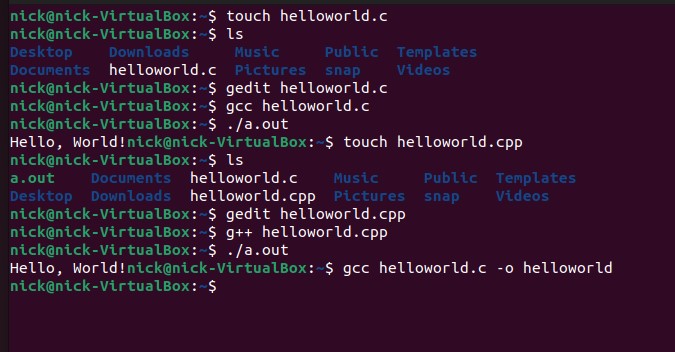 nick@nick-VirtualBox:~$ touch helloworld.c
nick@nick-VirtualBox:~$ ls
Desktop Downloads Music Public Templates
Documents helloworld.c Pictures snap Videos
nick@nick-VirtualBox:~$ gedit helloworld.c
nick@nick-VirtualBox:~$ gcc helloworld.c
nick@nick-VirtualBox:~$ ./a.out
Hello, World!nick@nick-VirtualBox:~$ touch helloworld.cpp
nick@nick-VirtualBox:~$ ls
a.out Documents helloworld.c Music Public Templates
Desktop Downloads helloworld.cpp Pictures snap Videos
nick@nick-VirtualBox:~$ gedit helloworld.cpp
nick@nick-VirtualBox:~$ g++ helloworld.cpp
nick@nick-VirtualBox:~$ ./a.out
Hello, World!nick@nick-VirtualBox:~$ gcc helloworld.c -o helloworld
nick@nick-VirtualBox:~$